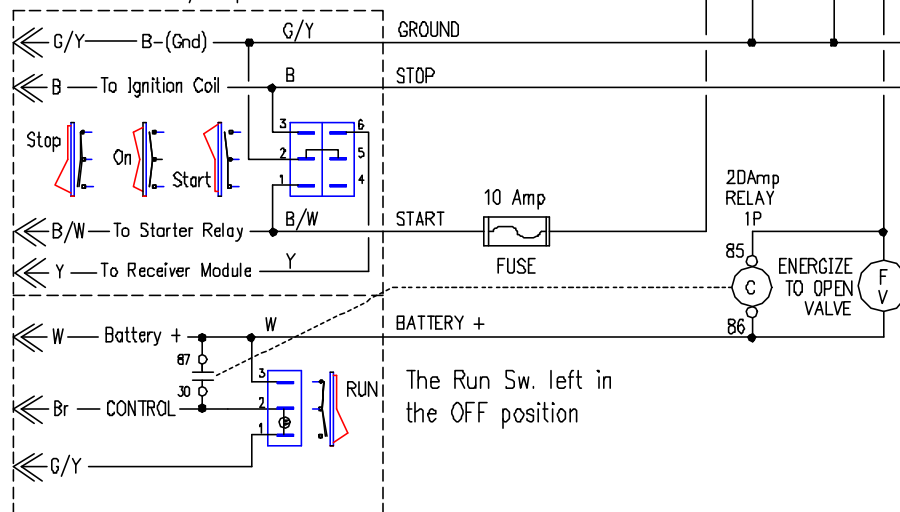 G/Y B-(Gnd) G/Y GROUND
B To Ignition Coil B STOP
3 6
Stop On Start 2 5
1 4
20Amp
RELAY
1P
10 Amp
B/W To Starter Relay B/W START
FUSE
85
Y To Receiver Module Y
C
ENERGIZE
TO OPEN
VALVE
F
V
86
W Battery + W BATTERY +
87
30
3 RUN
The Run Sw. left in
the OFF position
Br CONTROL 2
1
G/Y